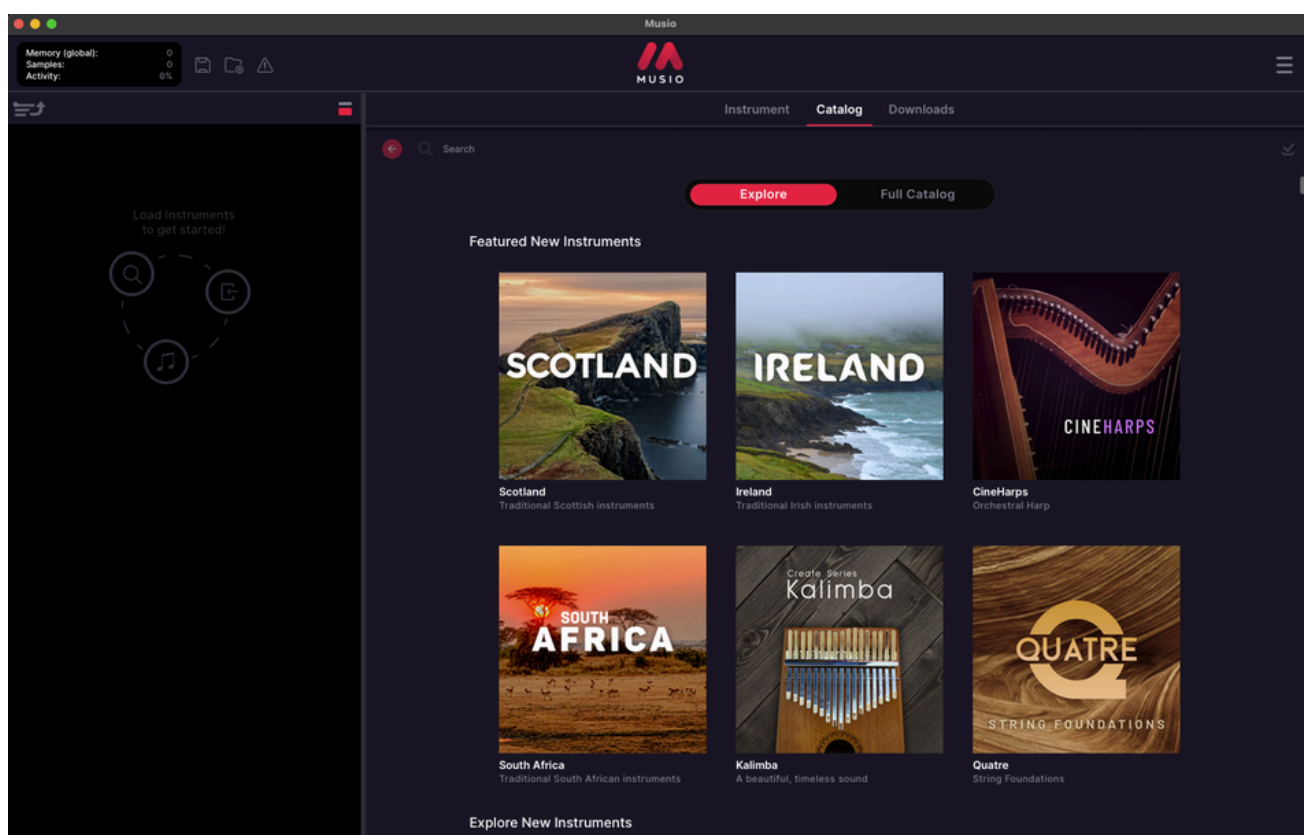 Musio
Memory (global): 0
Samples: 0
Activity: 0%
MUSIO
Instrument Catalog Downloads
Search
Explore Full Catalog
Load Instruments
to get started!
Featured New Instruments
SCOTLAND
IRELAND
CINEHARPS
Scotland
Traditional Scottish instruments
Ireland
Traditional Irish instruments
CineHarps
Orchestral Harp
SOUTH
AFRICA
Create Series
Kalimba
QUATRE
STRING FOUNDATIONS
South Africa
Traditional South African instruments
Kalimba
A beautiful, timeless sound
Quatre
String Foundations
Explore New Instruments